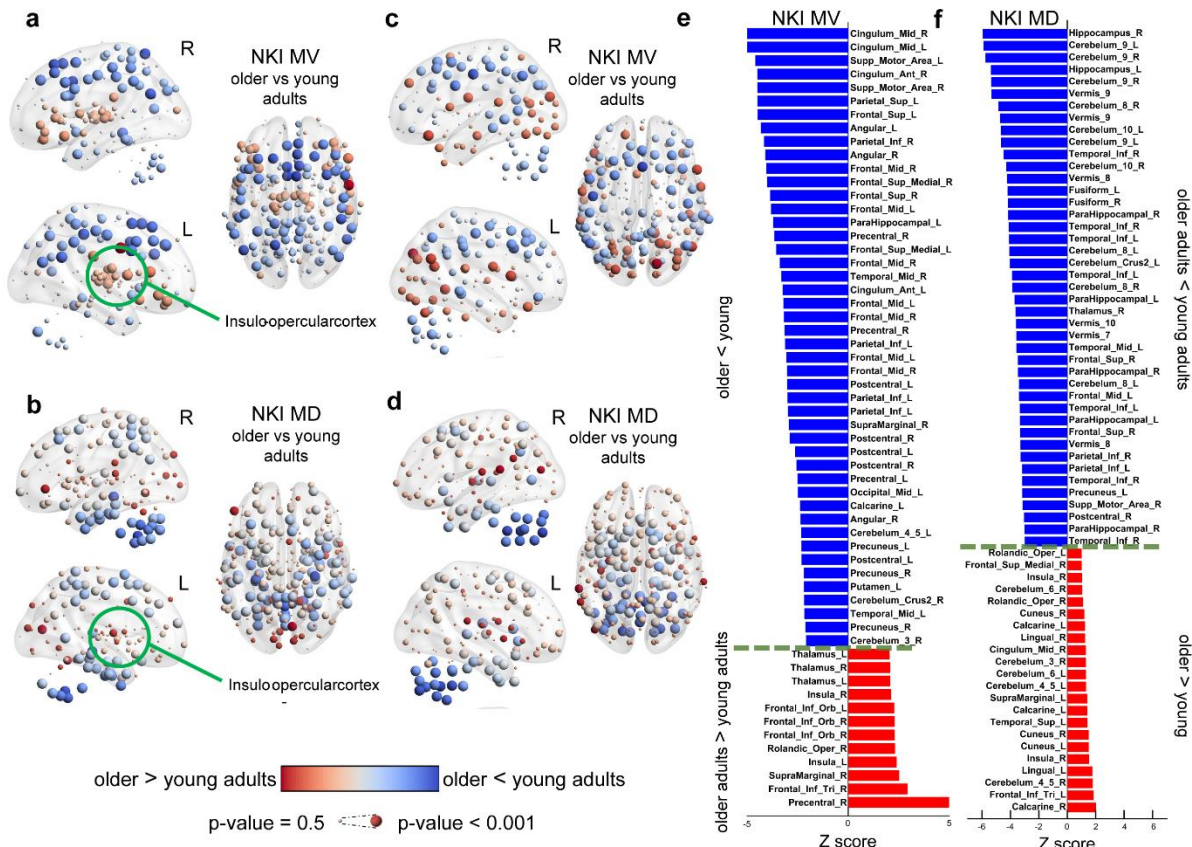 a
R
NKI MV
older vs young
adults
L
Insulo-opercular cortex
b
R
NKI MD
older vs young
adults
L
Insulo opercular cortex
-
c
R
NKI MV
older vs young
adults
L
d
R
NKI MD
older vs young
adults
L
older > young adults
older < young adults
p-value = 0.5
p-value < 0.001
e
NKI MV
older < young
older adults > young adults
Cingulum_Mid_R
Cingulum_Mid_L
Supp_Motor_Area_L
Cingulum_Ant_R
Supp_Motor_Area_R
Parietal_Sup_L
Frontal_Sup_L
Angular_L
Parietal_Inf_R
Angular_R
Frontal_Mid_R
Frontal_Sup_Medial_R
Frontal_Sup_R
Frontal_Mid_L
ParaHippocampal_L
Precentral_R
Frontal_Sup_Medial_L
Frontal_Mid_R
Temporal_Mid_R
Cingulum_Ant_L
Frontal_Mid_L
Frontal_Mid_R
Precentral_R
Parietal_Inf_L
Frontal_Mid_L
Frontal_Mid_R
Postcentral_L
Parietal_Inf_L
Parietal_Inf_L
SupraMarginal_R
Postcentral_R
Postcentral_L
Postcentral_R
Precentral_L
Occipital_Mid_L
Calcarine_L
Angular_R
Cerebelum_4_5_L
Precuneus_L
Postcentral_L
Precuneus_R
Putamen_L
Cerebelum_Crus2_R
Temporal_Mid_L
Precuneus_R
Cerebelum_3_R
Thalamus_L
Thalamus_R
Thalamus_L
Insula_R
Frontal_Inf_Orb_L
Frontal_Inf_Orb_R
Frontal_Inf_Orb_R
Rolandic_Oper_R
Insula_L
SupraMarginal_R
Frontal_Inf_Tri_R
Precentral_R
-5
0
5
Z score
f
NKI MD
older adults < young adults
older > young
Hippocampus_R
Cerebelum_9_L
Cerebelum_9_R
Hippocampus_L
Cerebelum_9_R
Vermis_9
Cerebelum_8_R
Vermis_9
Cerebelum_10_L
Cerebelum_9_L
Temporal_Inf_R
Cerebelum_10_R
Vermis_8
Fusiform_L
Fusiform_R
ParaHippocampal_R
Temporal_Inf_R
Temporal_Inf_L
Cerebelum_8_L
Cerebelum_Crus2_L
Temporal_Inf_L
Cerebelum_8_R
ParaHippocampal_L
Thalamus_R
Vermis_10
Vermis_7
Temporal_Mid_L
Frontal_Sup_R
ParaHippocampal_R
Cerebelum_8_L
Frontal_Mid_L
Temporal_Inf_L
ParaHippocampal_L
Frontal_Sup_R
Vermis_8
Parietal_Inf_R
Parietal_Inf_L
Temporal_Inf_R
Precuneus_L
Supp_Motor_Area_R
Postcentral_R
ParaHippocampal_R
Temporal_Inf_R
Rolandic_Oper_L
Frontal_Sup_Medial_R
Insula_R
Cerebelum_6_R
Rolandic_Oper_R
Cuneus_R
Calcarine_L
Lingual_R
Cingulum_Mid_R
Cerebelum_3_R
Cerebelum_6_L
Cerebelum_4_5_L
SupraMarginal_L
Calcarine_L
Temporal_Sup_L
Cuneus_R
Cuneus_L
Insula_R
Lingual_L
Cerebelum_4_5_R
Frontal_Inf_Tri_L
Calcarine_R
-6
-4
-2
0
2
4
6
Z score